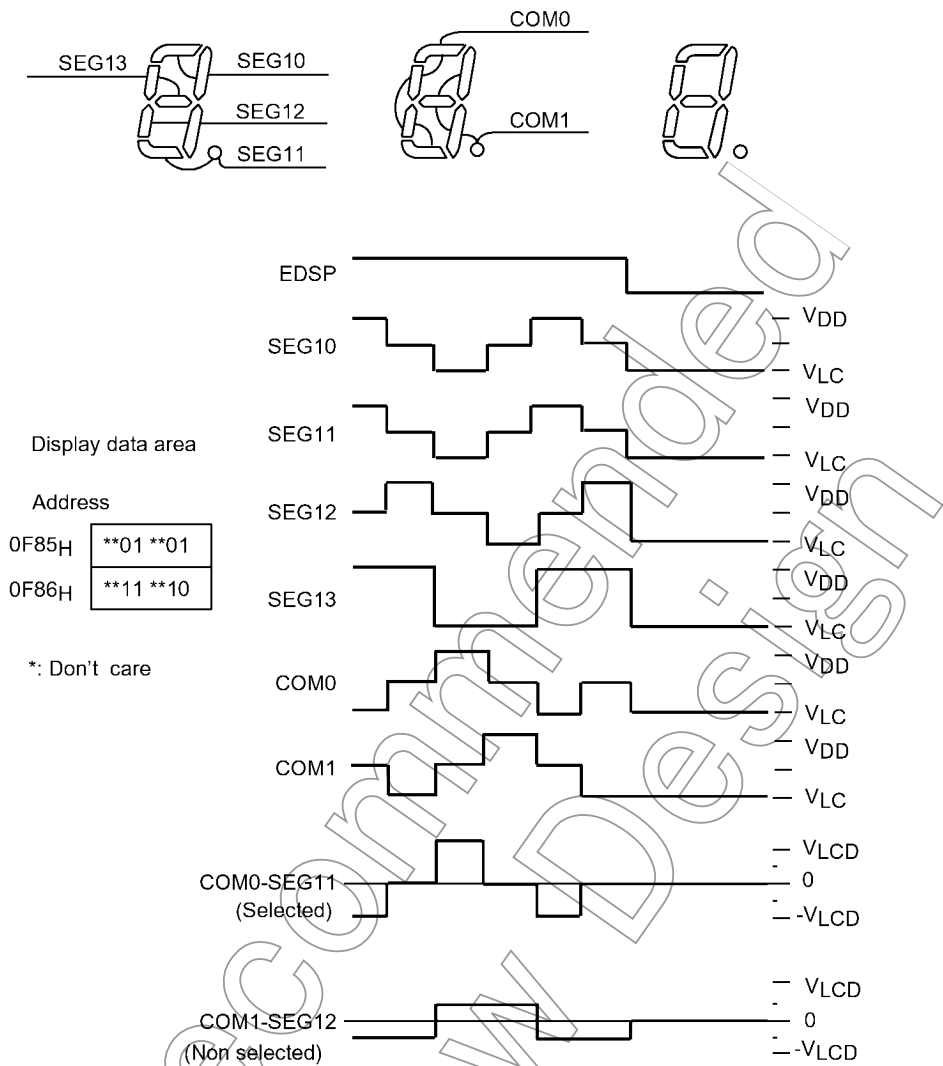 COM0
SEG13
SEG10
SEG12
COM1
SEG11
EDSP
VDD
SEG10
VLC
VDD
SEG11
Display data area
VLC
VDD
Address
SEG12
0F85H **01 **01
VLC
VDD
0F86H **11 **10
SEG13
VLC
*: Don't care
VDD
COM0
VLC
VDD
COM1
VLC
VLCD
COM0-SEG11
0
(Selected)
-VLCD
VLCD
COM1-SEG12
0
(Non selected)
-VLCD
ecommended
w Design